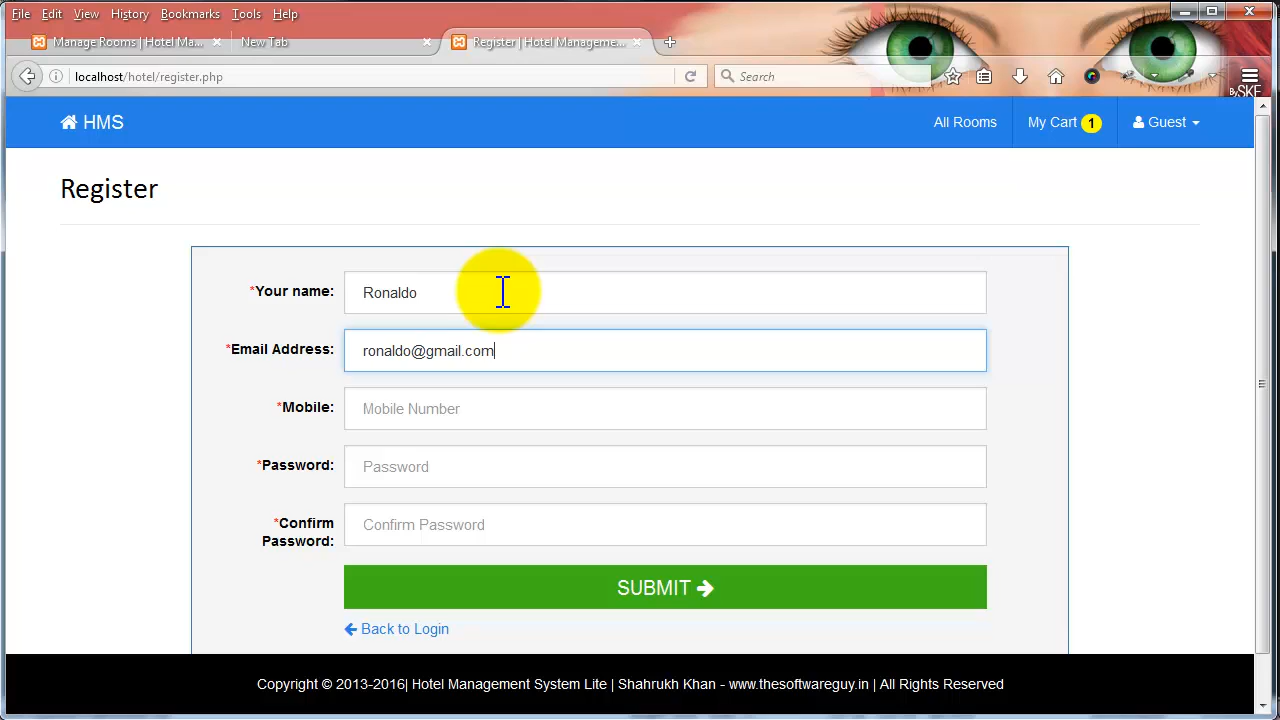 File Edit View History Bookmarks Tools Help
Manage Rooms | Hotel Ma... New Tab Register | Hotel Manageme...
localhost/hotel/register.php Search
By SKE
HMS All Rooms My Cart 1 Guest
Register
*Your name: Ronaldo
*Email Address: ronaldo@gmail.com
*Mobile: Mobile Number
*Password: Password
*Confirm Password: Confirm Password
SUBMIT
Back to Login
Copyright © 2013-2016| Hotel Management System Lite | Shahrukh Khan - www.thesoftwareguy.in | All Rights Reserved